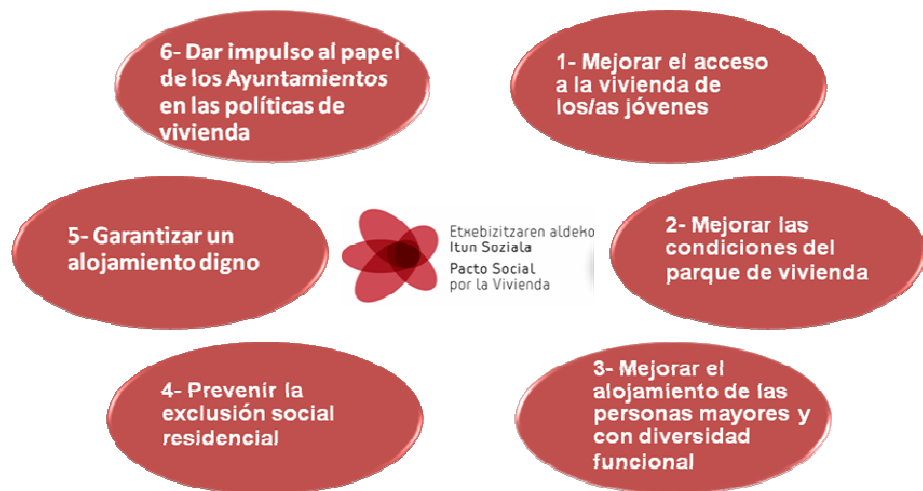 6- Dar impulso al papel
de los Ayuntamientos
en las políticas de
vivienda
1- Mejorar el acceso
a la vivienda de
los/as jóvenes
5- Garantizar un
alojamiento digno
Etxebizitzaren aldeko
Itun Soziala
Pacto Social
por la Vivienda
2- Mejorar las
condiciones del
parque de vivienda
4- Prevenir la
exclusión social
residencial
3- Mejorar el
alojamiento de las
personas mayores y
con diversidad
funcional